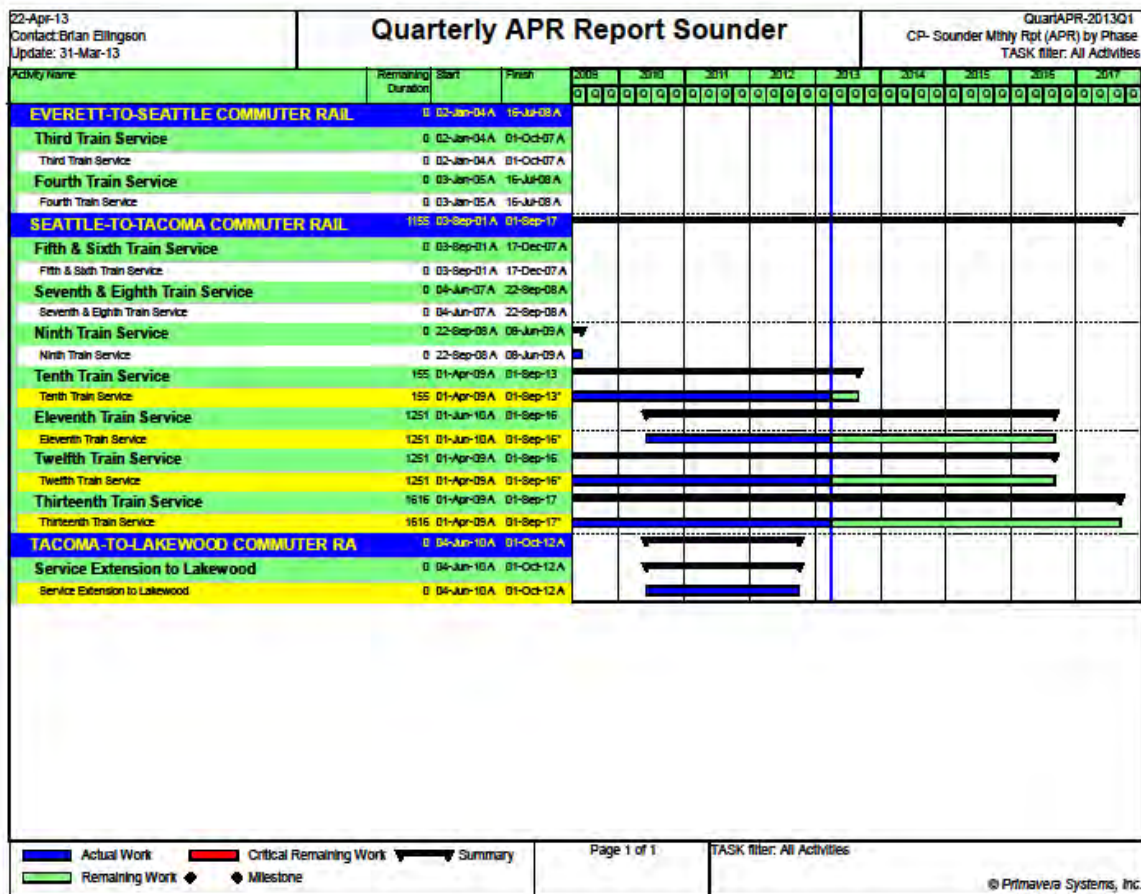 22-Apr-13
Contact:Brian Ellingson
Update: 31-Mar-13
Quarterly APR Report Sounder
QuartAPR-2013Q1
CP- Sounder Mthly Rpt (APR) by Phase
TASK filter: All Activities
Activity Name Remaining Duration Start Finish 2009 2010 2011 2012 2013 2014 2015 2016 2017
Q Q Q Q Q Q Q Q Q Q Q Q Q Q Q Q Q Q Q Q Q Q Q Q Q Q Q Q Q Q Q Q Q Q Q
EVERETT-TO-SEATTLE COMMUTER RAIL 0 02-Jan-04 A 16-Jul-08 A
Third Train Service 0 02-Jan-04 A 01-Oct-07 A
Third Train Service 0 02-Jan-04 A 01-Oct-07 A
Fourth Train Service 0 03-Jan-05 A 16-Jul-08 A
Fourth Train Service 0 03-Jan-05 A 16-Jul-08 A
SEATTLE-TO-TACOMA COMMUTER RAIL 1155 03-Sep-01 A 01-Sep-17
Fifth & Sixth Train Service 0 03-Sep-01 A 17-Dec-07 A
Fifth & Sixth Train Service 0 03-Sep-01 A 17-Dec-07 A
Seventh & Eighth Train Service 0 04-Jun-07 A 22-Sep-08 A
Seventh & Eighth Train Service 0 04-Jun-07 A 22-Sep-08 A
Ninth Train Service 0 22-Sep-08 A 08-Jun-09 A
Ninth Train Service 0 22-Sep-08 A 08-Jun-09 A
Tenth Train Service 155 01-Apr-09 A 01-Sep-13
Tenth Train Service 155 01-Apr-09 A 01-Sep-13*
Eleventh Train Service 1251 01-Jun-10 A 01-Sep-16
Eleventh Train Service 1251 01-Jun-10 A 01-Sep-16*
Twelfth Train Service 1251 01-Apr-09 A 01-Sep-16
Twelfth Train Service 1251 01-Apr-09 A 01-Sep-16*
Thirteenth Train Service 1616 01-Apr-09 A 01-Sep-17
Thirteenth Train Service 1616 01-Apr-09 A 01-Sep-17*
TACOMA-TO-LAKEWOOD COMMUTER RA 0 04-Jun-10 A 01-Oct-12 A
Service Extension to Lakewood 0 04-Jun-10 A 01-Oct-12 A
Service Extension to Lakewood 0 04-Jun-10 A 01-Oct-12 A
Actual Work Critical Remaining Work Summary
Remaining Work Milestone
Page 1 of 1
TASK filter: All Activities
© Primavera Systems, Inc